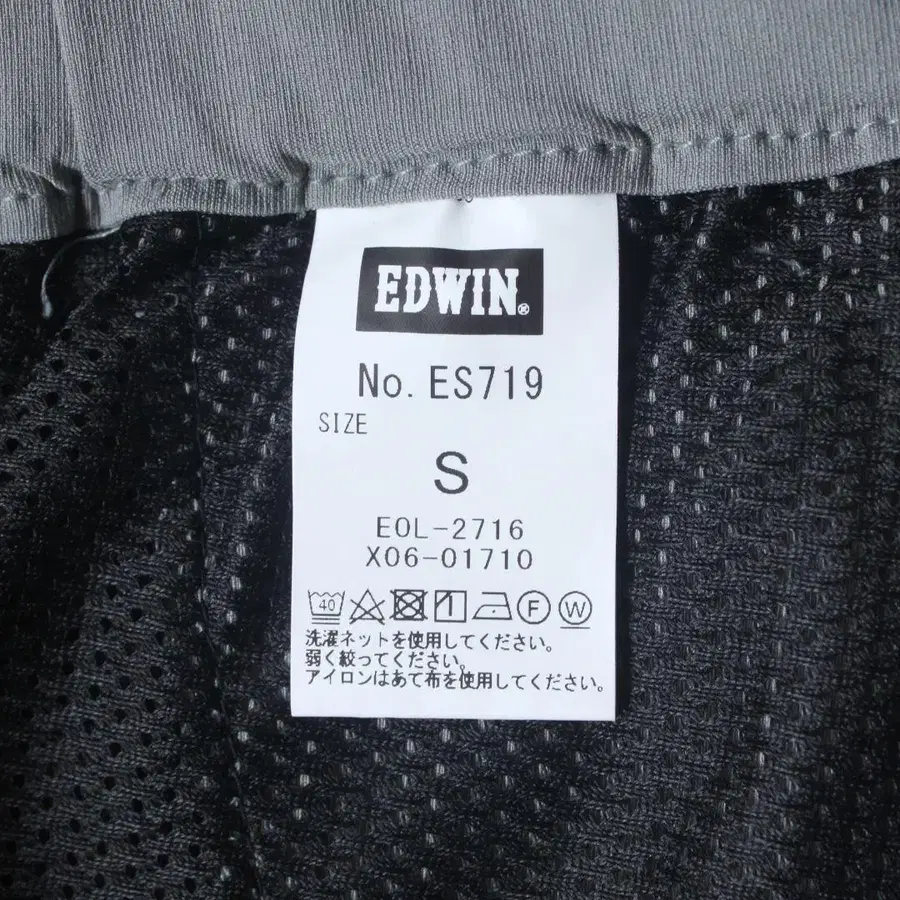 EDWIN®
No. ES719
SIZE
S
EOL-2716
X06-01710
40 F W
洗濯ネットを使用してください。
弱く絞ってください。
アイロンはあて布を使用してください。